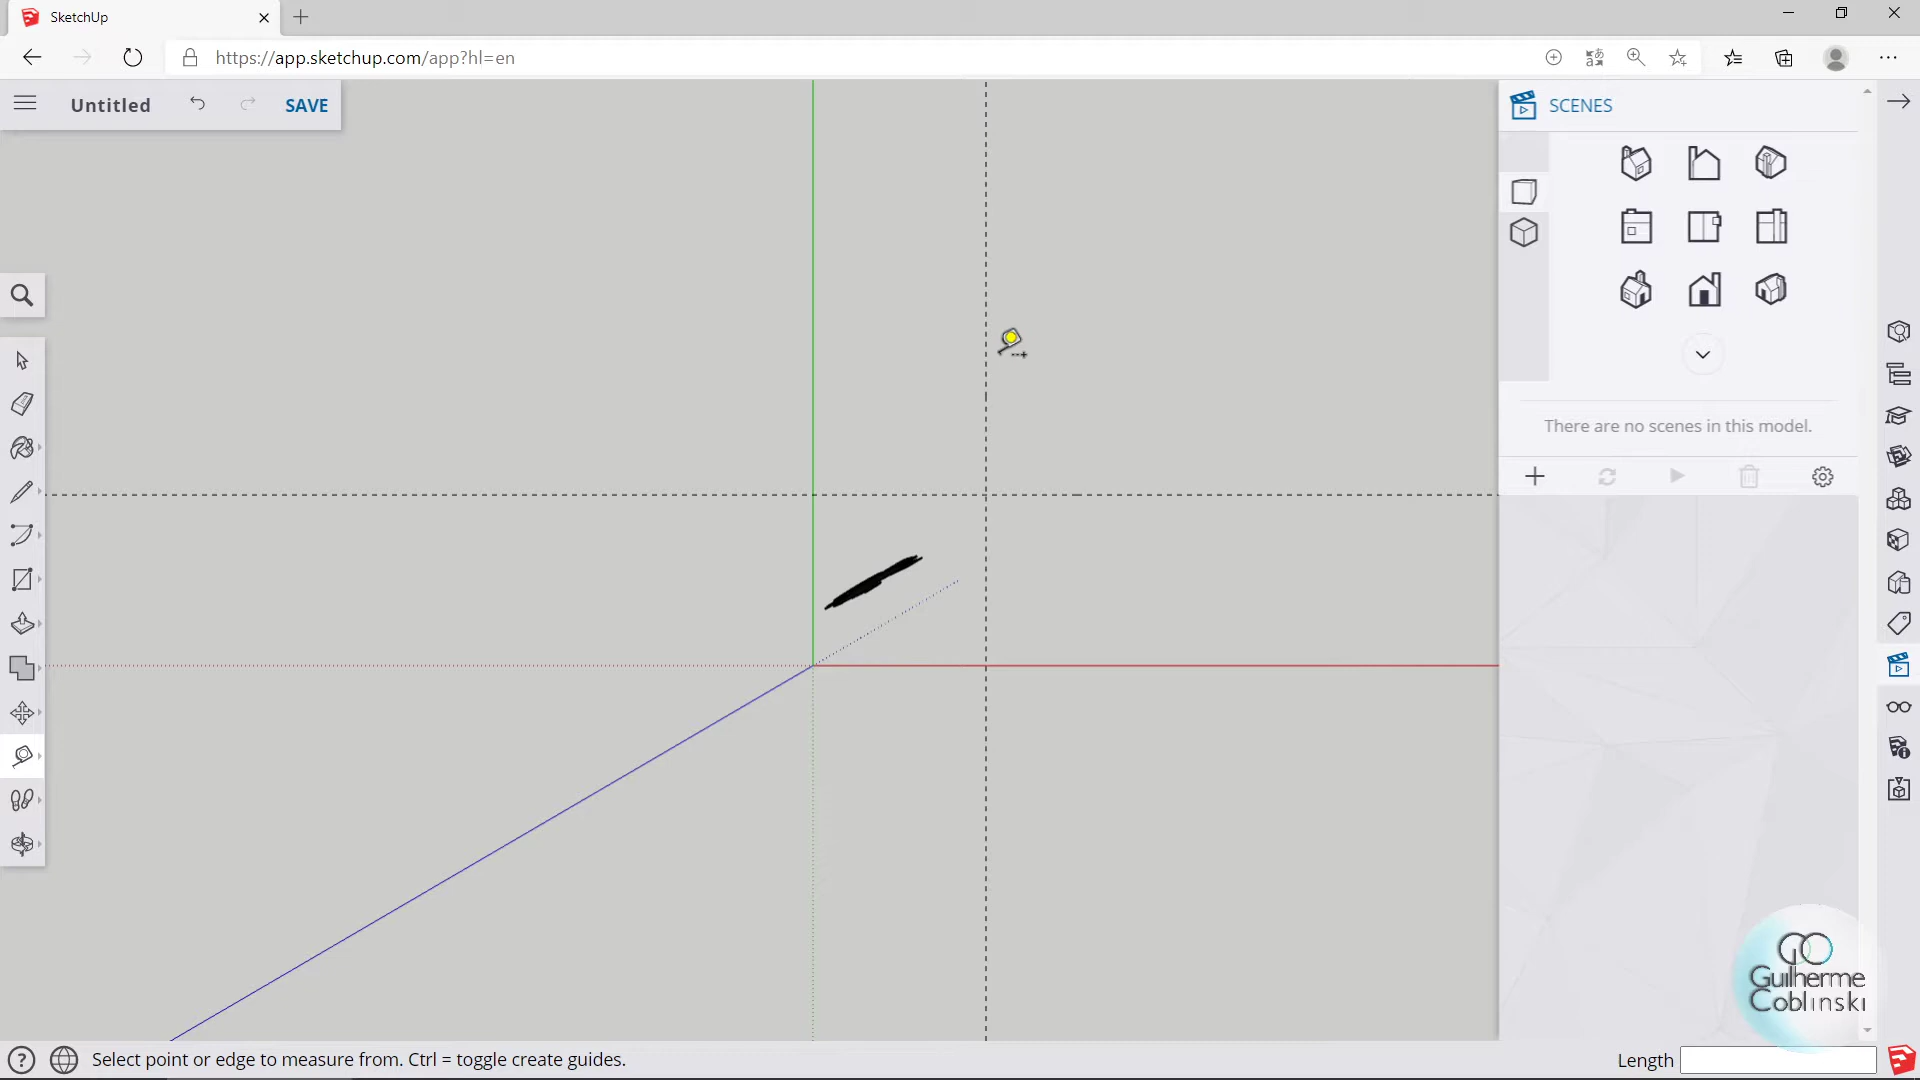 SketchUp
https://app.sketchup.com/app?hl=en
Untitled
SAVE
SCENES
There are no scenes in this model.
GO
Guilherme
Coblinski
Select point or edge to measure from. Ctrl = toggle create guides.
Length